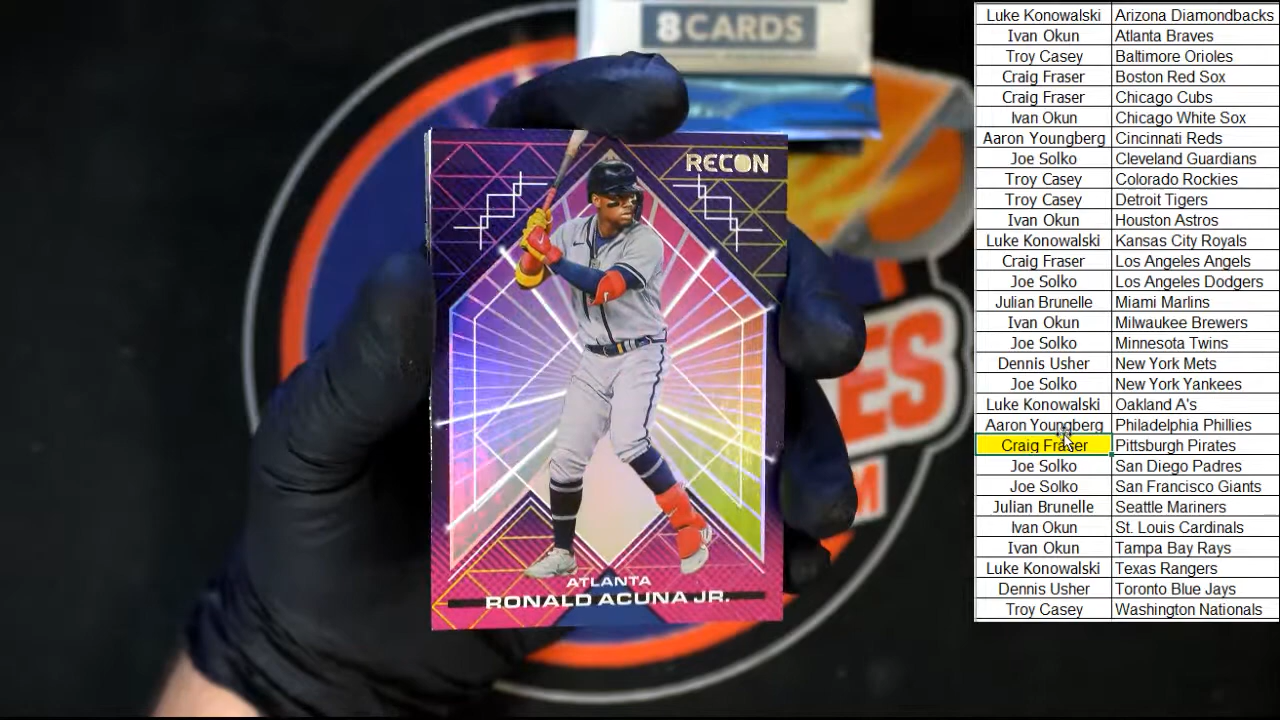 8 CARDS
RECON
ATLANTA
RONALD ACUNA JR.
ES
M
Luke Konowalski Arizona Diamondbacks
Ivan Okun Atlanta Braves
Troy Casey Baltimore Orioles
Craig Fraser Boston Red Sox
Craig Fraser Chicago Cubs
Ivan Okun Chicago White Sox
Aaron Youngberg Cincinnati Reds
Joe Solko Cleveland Guardians
Troy Casey Colorado Rockies
Troy Casey Detroit Tigers
Ivan Okun Houston Astros
Luke Konowalski Kansas City Royals
Craig Fraser Los Angeles Angels
Joe Solko Los Angeles Dodgers
Julian Brunelle Miami Marlins
Ivan Okun Milwaukee Brewers
Joe Solko Minnesota Twins
Dennis Usher New York Mets
Joe Solko New York Yankees
Luke Konowalski Oakland A's
Aaron Youngberg Philadelphia Phillies
Craig Fraser Pittsburgh Pirates
Joe Solko San Diego Padres
Joe Solko San Francisco Giants
Julian Brunelle Seattle Mariners
Ivan Okun St. Louis Cardinals
Ivan Okun Tampa Bay Rays
Luke Konowalski Texas Rangers
Dennis Usher Toronto Blue Jays
Troy Casey Washington Nationals